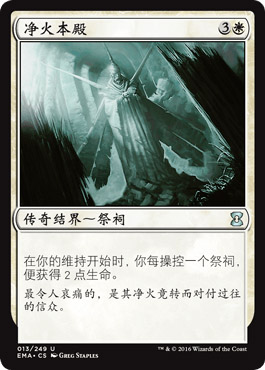 净火本殿 3
传奇结界～祭祠
在你的维持开始时，你每操控一个祭祠，
便获得２点生命。
最令人哀痛的，是其净火竟转而对付过往
的信众。
013/249 U
EMA • CS Greg Staples
™ & © 2016 Wizards of the Coast